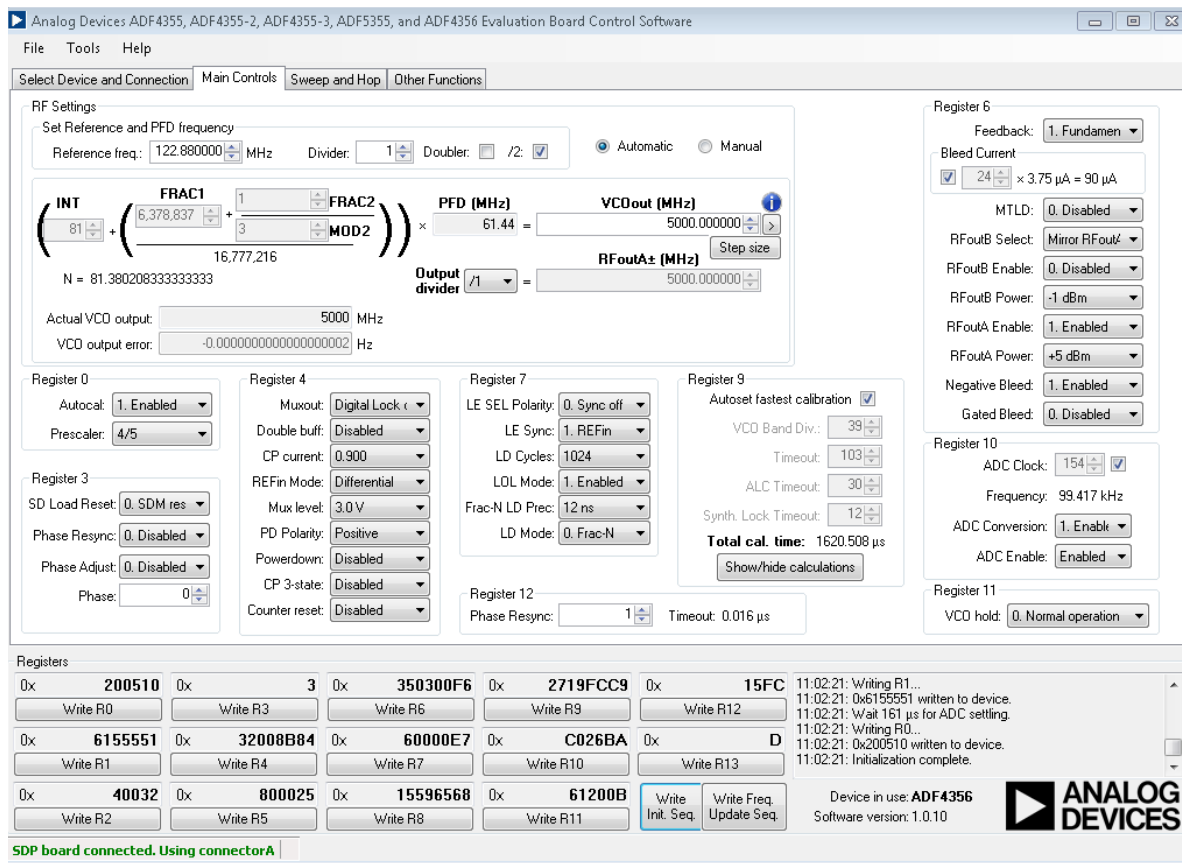 Analog Devices ADF4355, ADF4355-2, ADF4355-3, ADF5355, and ADF4356 Evaluation Board Control Software
File Tools Help
Select Device and Connection Main Controls Sweep and Hop Other Functions
RF Settings
Set Reference and PFD frequency
Reference freq.: 122.880000 MHz Divider: 1 Doubler: /2: Automatic Manual
INT FRAC1 1 FRAC2 PFD (MHz) VCOout (MHz)
81 + 6,378,837 + 3 MOD2 × 61.44 = 5000.000000 >
16,777,216 Step size
N = 81.380208333333333
RFoutA± (MHz)
Output divider /1 = 5000.000000
Actual VCO output: 5000 MHz
VCO output error: -0.0000000000000000002 Hz
Register 0
Autocal: 1. Enabled
Prescaler: 4/5
Register 3
SD Load Reset: 0. SDM res
Phase Resync: 0. Disabled
Phase Adjust: 0. Disabled
Phase: 0
Register 4
Muxout: Digital Lock
Double buff: Disabled
CP current: 0.900
REFin Mode: Differential
Mux level: 3.0 V
PD Polarity: Positive
Powerdown: Disabled
CP 3-state: Disabled
Counter reset: Disabled
Register 7
LE SEL Polarity: 0. Sync off
LE Sync: 1. REFin
LD Cycles: 1024
LOL Mode: 1. Enabled
Frac-N LD Prec: 12 ns
LD Mode: 0. Frac-N
Register 12
Phase Resync: 1 Timeout: 0.016 µs
Register 9
Autoset fastest calibration
VCO Band Div.: 39
Timeout: 103
ALC Timeout: 30
Synth. Lock Timeout: 12
Total cal. time: 1620.508 µs
Show/hide calculations
Register 6
Feedback: 1. Fundamen
Bleed Current
24 × 3.75 µA = 90 µA
MTLD: 0. Disabled
RFoutB Select: Mirror RFoutA
RFoutB Enable: 0. Disabled
RFoutB Power: -1 dBm
RFoutA Enable: 1. Enabled
RFoutA Power: +5 dBm
Negative Bleed: 1. Enabled
Gated Bleed: 0. Disabled
Register 10
ADC Clock: 154
Frequency: 99.417 kHz
ADC Conversion: 1. Enable
ADC Enable: Enabled
Register 11
VCO hold: 0. Normal operation
Registers
0x 200510 0x 3 0x 350300F6 0x 2719FCC9 0x 15FC
Write R0 Write R3 Write R6 Write R9 Write R12
0x 6155551 0x 32008B84 0x 60000E7 0x C026BA 0x D
Write R1 Write R4 Write R7 Write R10 Write R13
0x 40032 0x 800025 0x 15596568 0x 61200B
Write R2 Write R5 Write R8 Write R11
Write Init. Seq.
Write Freq. Update Seq.
11:02:21: Writing R1...
11:02:21: 0x6155551 written to device.
11:02:21: Wait 161 µs for ADC settling.
11:02:21: Writing R0...
11:02:21: 0x200510 written to device.
11:02:21: Initialization complete.
Device in use: ADF4356
Software version: 1.0.10
ANALOG
DEVICES
SDP board connected. Using connectorA